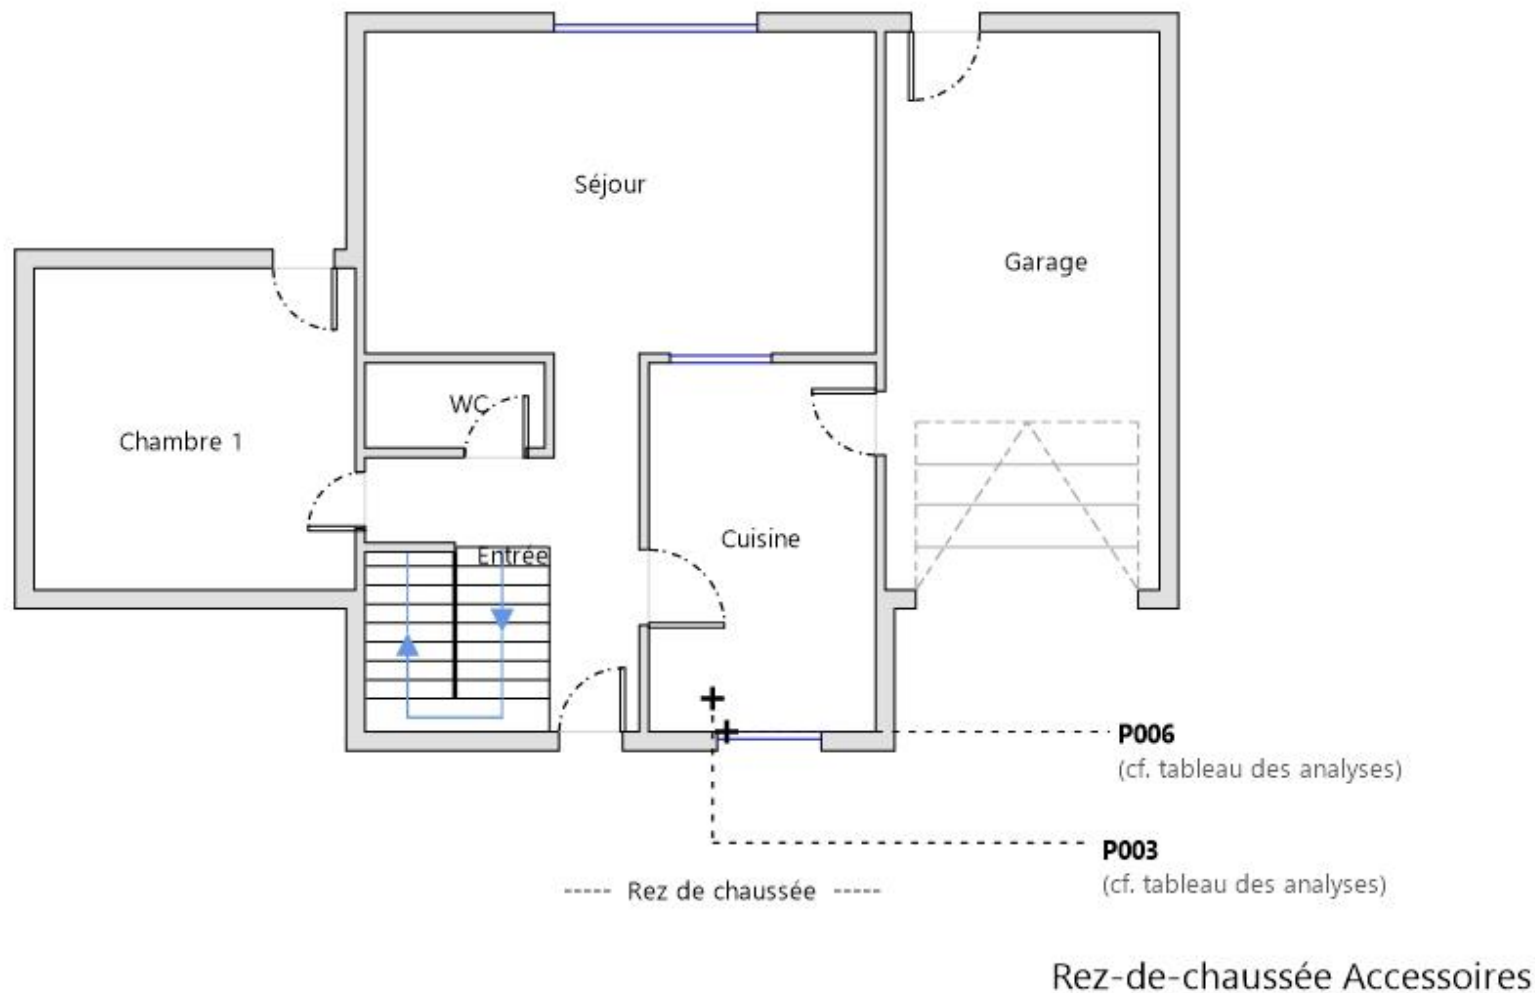 Séjour
Garage
WC
Chambre 1
Cuisine
Entrée
P006
(cf. tableau des analyses)
P003
(cf. tableau des analyses)
----- Rez de chaussée -----
Rez-de-chaussée Accessoires